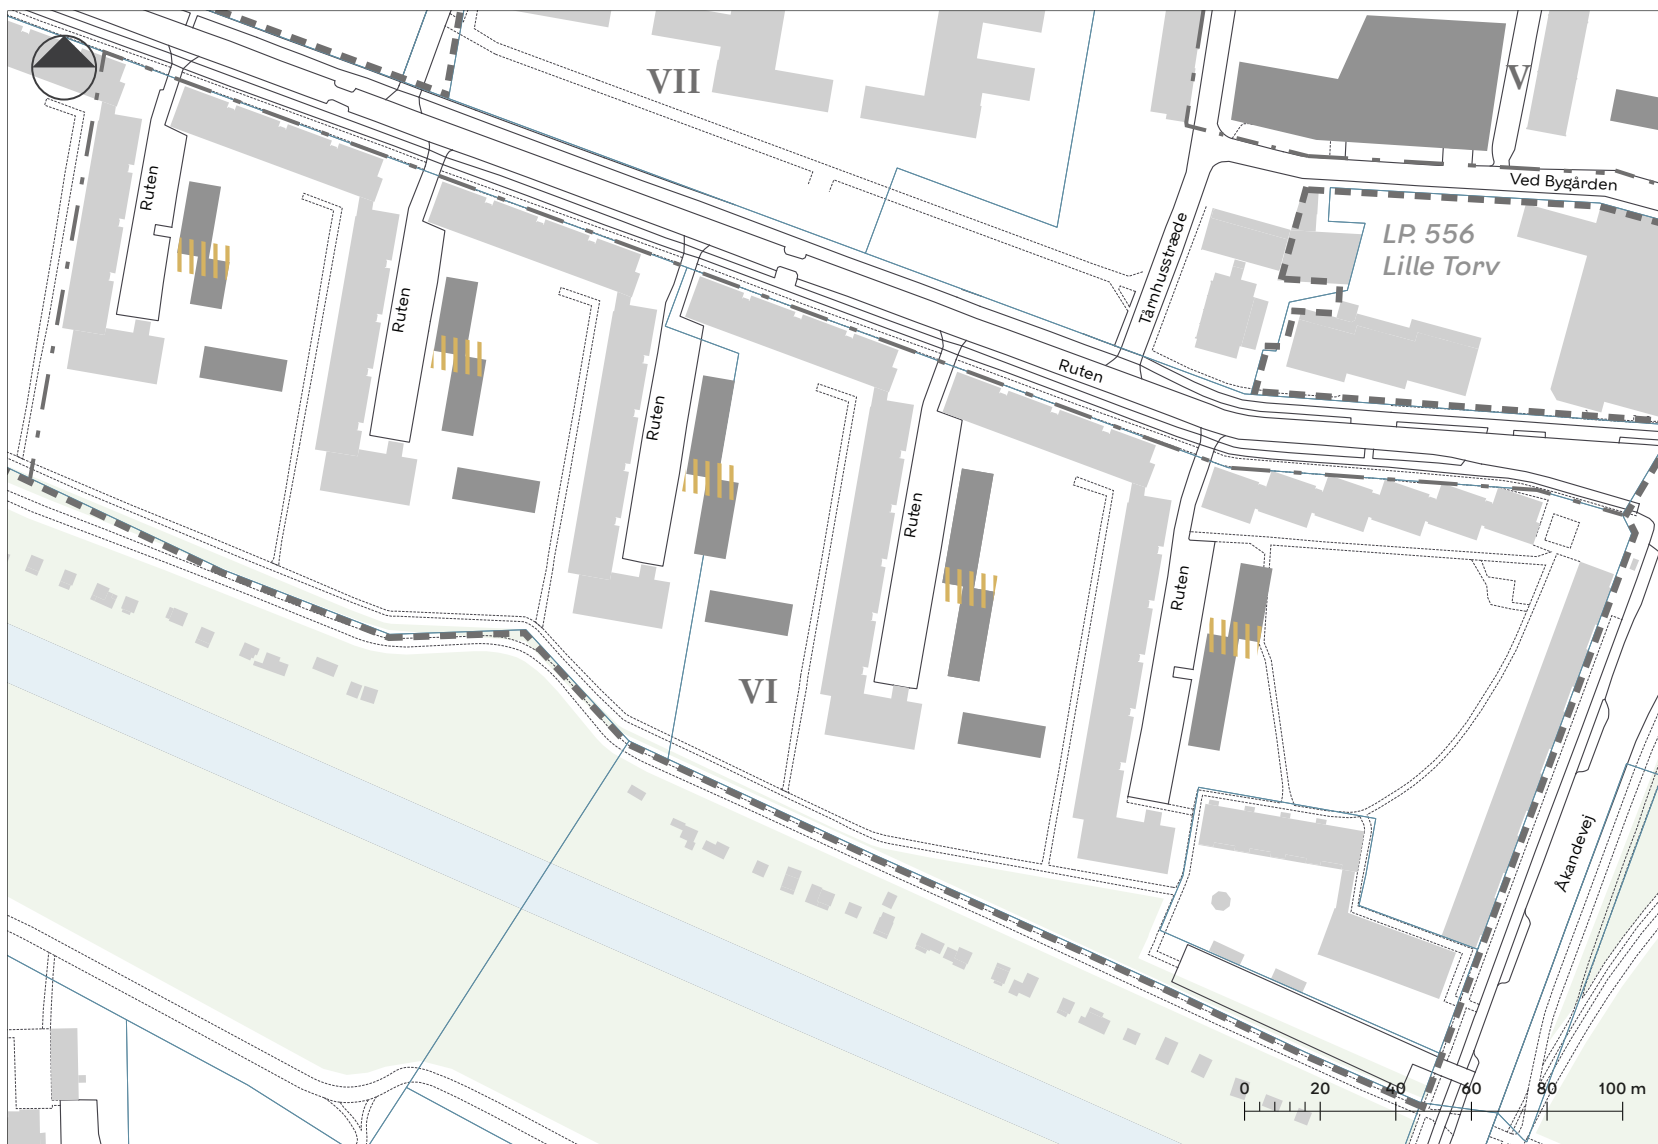 VII
V
Ruten
Ved Bygården
LP. 556
Lille Torv
Tårnhusstræde
Ruten
Ruten
Ruten
Ruten
Ruten
VI
Åkandevej
0 20 40 60 80 100 m